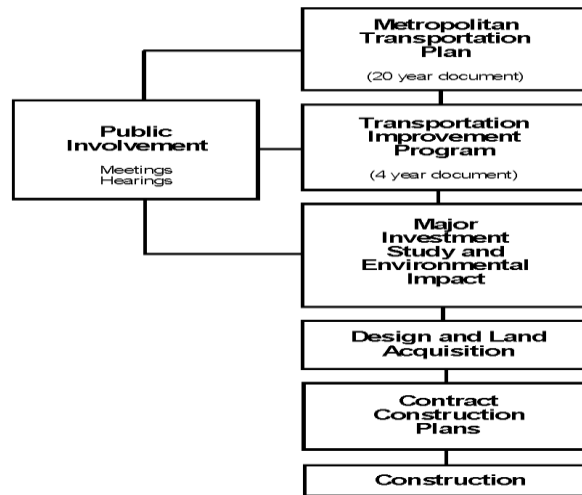 Metropolitan
Transportation
Plan
(20 year document)
Public
Involvement
Meetings
Hearings
Transportation
Improvement
Program
(4 year document)
Major
Investment
Study and
Environmental
Impact
Design and Land
Acquisition
Contract
Construction
Plans
Construction